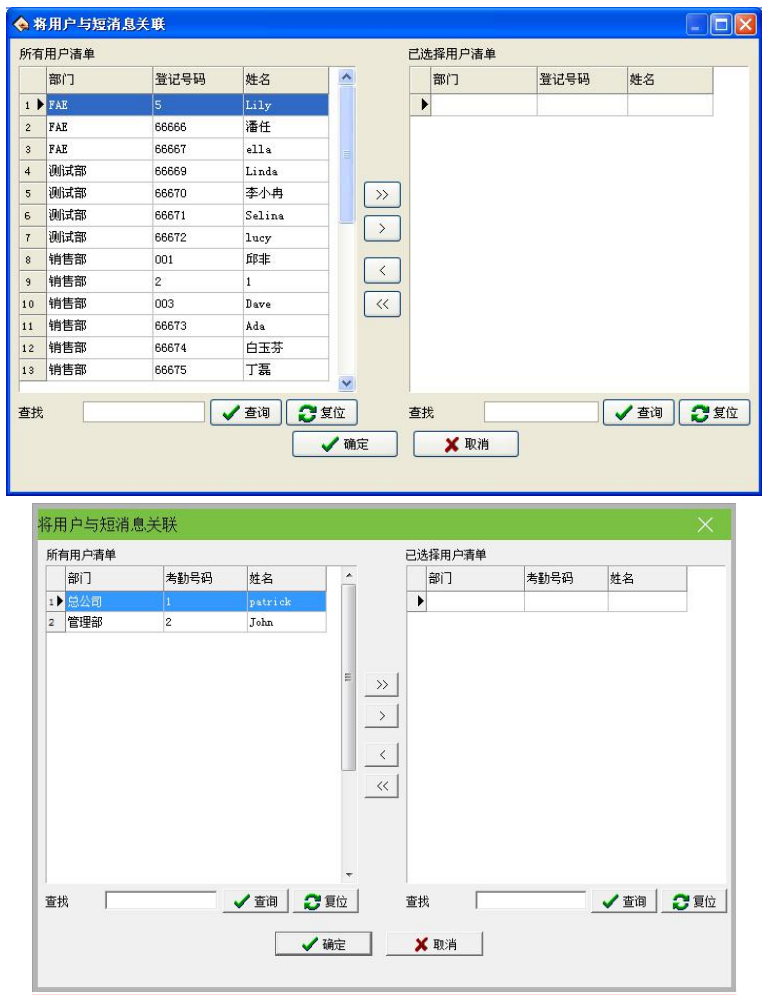 将用户与短消息关联
所有用户清单 已选择用户清单
部门 登记号码 姓名 部门 登记号码 姓名
1 FAE 5 Lily
2 FAE 66666 潘任
3 FAE 66667 ella
4 测试部 66669 Linda
5 测试部 66670 李小冉
6 测试部 66671 Selina
7 测试部 66672 lucy
8 销售部 001 邱非
9 销售部 2 1
10 销售部 003 Dave
11 销售部 66673 Ada
12 销售部 66674 白玉芬
13 销售部 66675 丁磊
>>
>
<
<<
查找 查询 复位 查找 查询 复位
确定 取消
将用户与短消息关联
所有用户清单 已选择用户清单
部门 考勤号码 姓名 部门 考勤号码 姓名
1 总公司 1 patrick
2 管理部 2 John
>>
>
<
<<
查找 查询 复位 查找 查询 复位
确定 取消